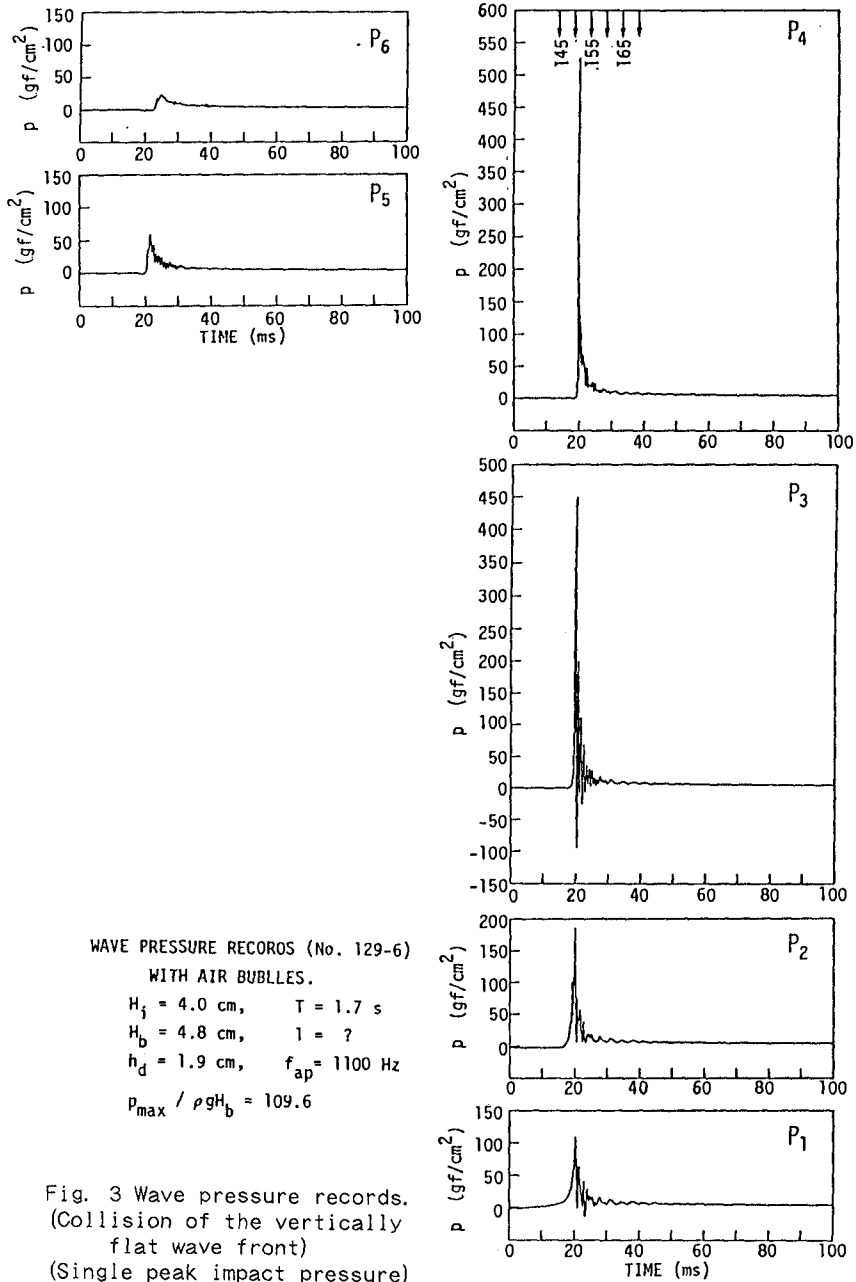 150
100
50
0
p (gf/cm²)
P₆
0 20 40 60 80 100
150
100
50
0
p (gf/cm²)
P₅
0 20 40 60 80 100
TIME (ms)
600
550
500
450
400
350
300
250
200
150
100
50
0
p (gf/cm²)
145 155 165
P₄
0 20 40 60 80 100
500
450
400
350
300
250
200
150
100
50
0
-50
-100
-150
p (gf/cm²)
P₃
0 20 40 60 80 100
200
150
100
50
0
p (gf/cm²)
P₂
0 20 40 60 80 100
150
100
50
0
p (gf/cm²)
P₁
0 20 40 60 80 100
TIME (ms)
WAVE PRESSURE RECOROS (No. 129-6)
WITH AIR BUBLLES.
Hᵢ = 4.0 cm, T = 1.7 s
H_b = 4.8 cm, 1 = ?
h_d = 1.9 cm, f_ap = 1100 Hz
p_max / ρgH_b = 109.6
Fig. 3 Wave pressure records.
(Collision of the vertically
flat wave front)
(Single peak impact pressure)